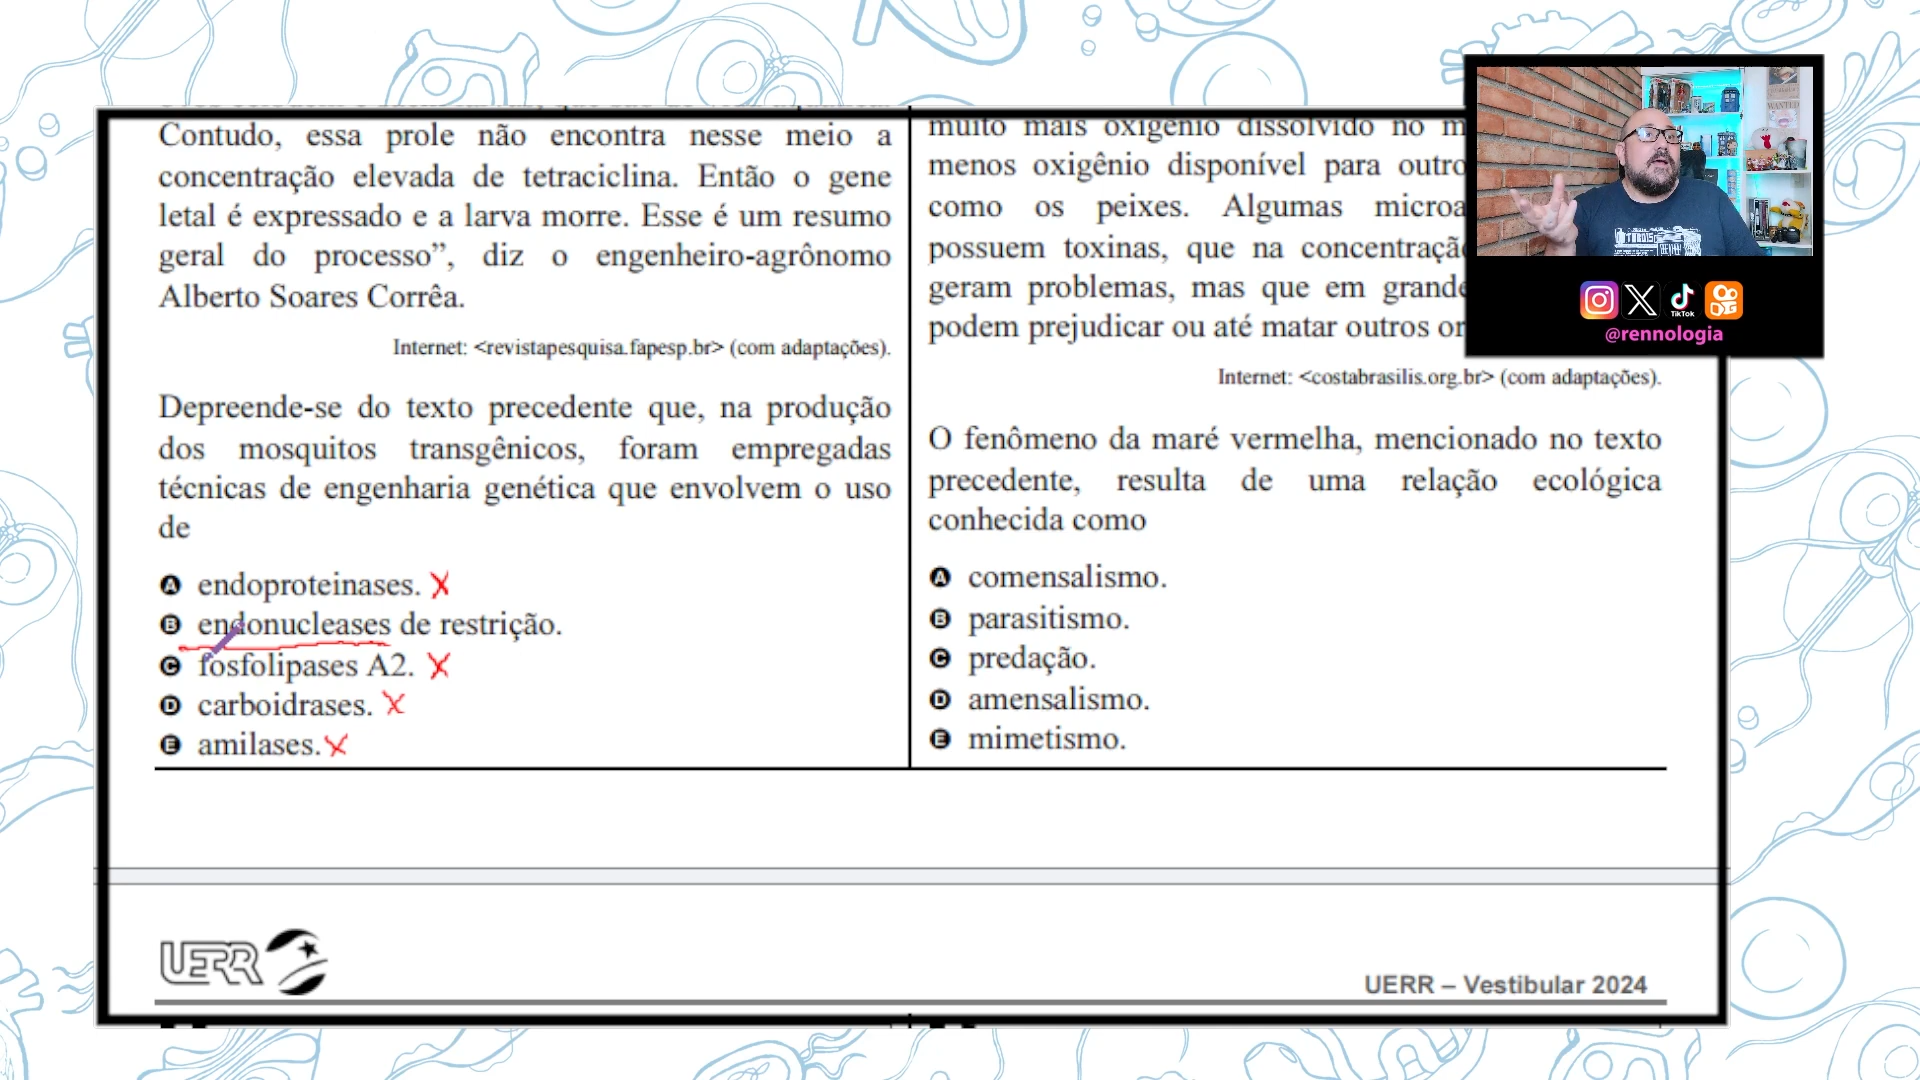 Contudo, essa prole não encontra nesse meio a
concentração elevada de tetraciclina. Então o gene
letal é expressado e a larva morre. Esse é um resumo
geral do processo”, diz o engenheiro-agrônomo
Alberto Soares Corrêa.
Internet: <revistapesquisa.fapesp.br> (com adaptações).
Depreende-se do texto precedente que, na produção
dos mosquitos transgênicos, foram empregadas
técnicas de engenharia genética que envolvem o uso
de
A endoproteinases. X
B endonucleases de restrição.
C fosfolipases A2. X
D carboidrases. X
E amilases. X
muito mais oxigênio dissolvido no
menos oxigênio disponível para
como os peixes. Algumas
possuem toxinas, que na
geram problemas, mas que em
podem prejudicar ou até matar outros
Internet: <costabrasilis.org.br> (com adaptações).
O fenômeno da maré vermelha, mencionado no texto
precedente, resulta de uma relação ecológica
conhecida como
A comensalismo.
B parasitismo.
C predação.
D amensalismo.
E mimetismo.
TikTok
@rennologia
UERR
UERR – Vestibular 2024